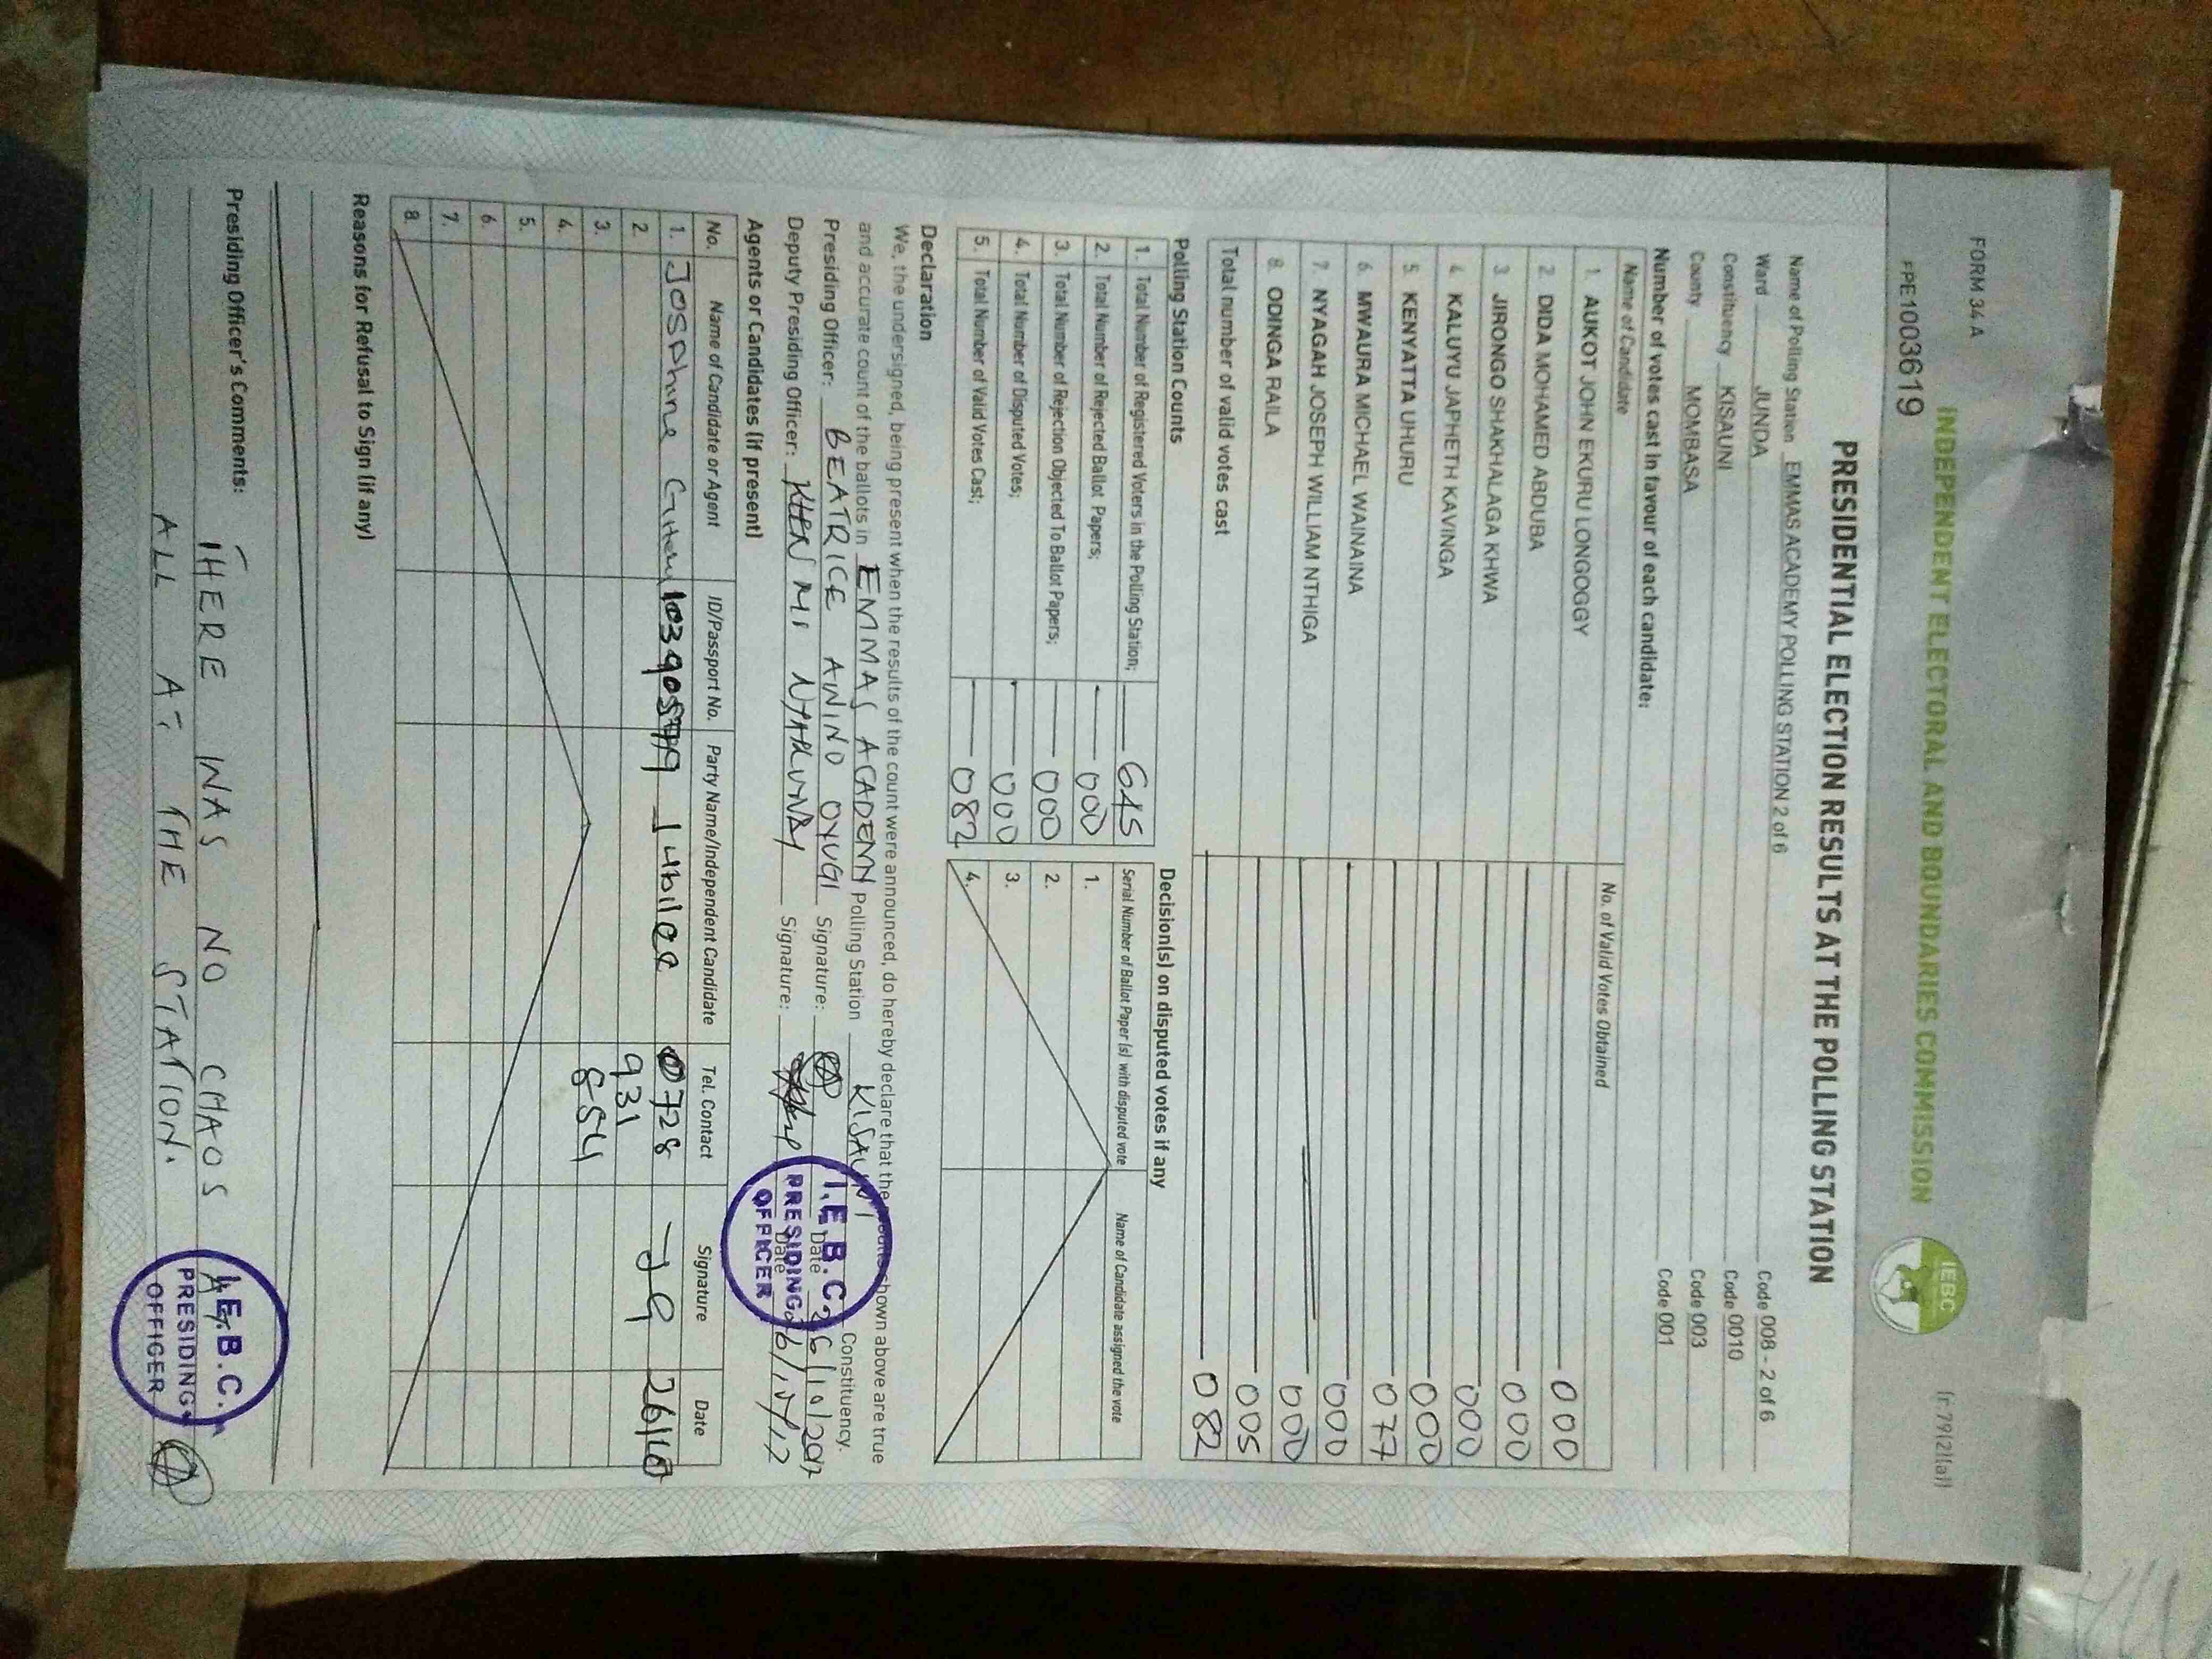 FORM 34 A
(r 79(2)(a))
FPE1003619
INDEPENDENT ELECTORAL AND BOUNDARIES COMMISSION
IEBC
PRESIDENTIAL ELECTION RESULTS AT THE POLLING STATION
Name of Polling Station EMMAS ACADEMY POLLING STATION 2 of 6 Code 008 - 2 of 6
Ward JUNDA Code 0010
Constituency KISAUNI Code 003
County MOMBASA Code 001
Number of votes cast in favour of each candidate:
Name of Candidate No. of Valid Votes Obtained
1. AUKOT JOHN EKURU LONGOGGY 000
2. DIDA MOHAMED ABDUBA 000
3. JIRONGO SHAKHALAGA KHWA 000
4. KALUYU JAPHETH KAVINGA 000
5. KENYATTA UHURU 077
6. MWAURA MICHAEL WAINAINA 000
7. NYAGAH JOSEPH WILLIAM NTHIGA 000
8. ODINGA RAILA 005
Total number of valid votes cast 082
Polling Station Counts
1. Total Number of Registered Voters in the Polling Station; 645
2. Total Number of Rejected Ballot Papers; 000
3. Total Number of Rejection Objected To Ballot Papers; 000
4. Total Number of Disputed Votes; 000
5. Total Number of Valid Votes Cast; 082
Decision(s) on disputed votes if any
Serial Number of Ballot Paper (s) with disputed vote Name of Candidate assigned the vote
1.
2.
3.
4.
Declaration
We, the undersigned, being present when the results of the count were announced, do hereby declare that the results shown above are true
and accurate count of the ballots in EMMAS ACADEMY Polling Station KISAUNI Constituency.
Presiding Officer: BEATRICE AWINO OYUGI Signature: Date 26/10/2017
Deputy Presiding Officer: Signature: Date 26/10/17
I.E.B.C.
PRESIDING
OFFICER
Agents or Candidates (if present)
No. Name of Candidate or Agent ID/Passport No. Party Name/Independent Candidate Tel. Contact Signature Date
1. Josphine Jubilee 0728 26/10
2. 931
3. 854
4.
5.
6.
7.
8.
Reasons for Refusal to Sign (if any)
Presiding Officer's Comments:
THERE WAS NO CHAOS AT
ALL AT THE STATION.
I.E.B.C.
PRESIDING
OFFICER